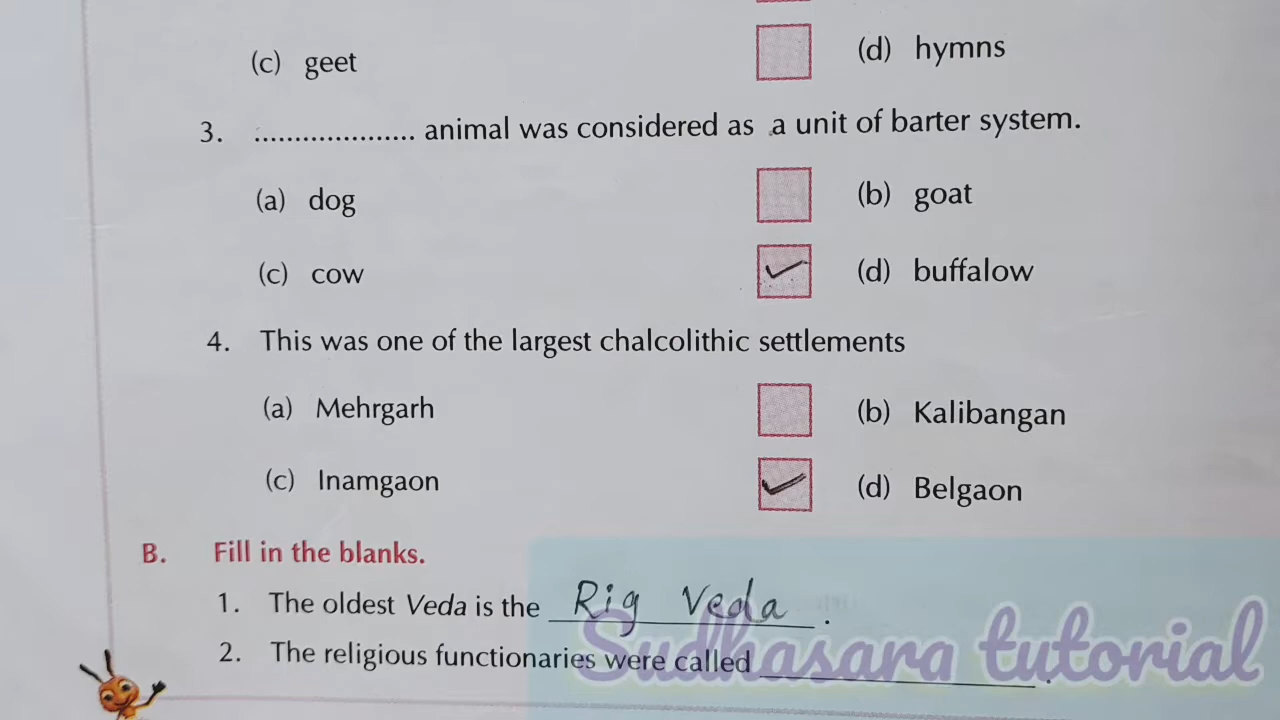 (c) geet (d) hymns
3. .................... animal was considered as a unit of barter system.
(a) dog (b) goat
(c) cow (d) buffalow
4. This was one of the largest chalcolithic settlements
(a) Mehrgarh (b) Kalibangan
(c) Inamgaon (d) Belgaon
B. Fill in the blanks.
1. The oldest Veda is the Rig Veda.
2. The religious functionaries were called ____________________.
Sudhasara tutorial